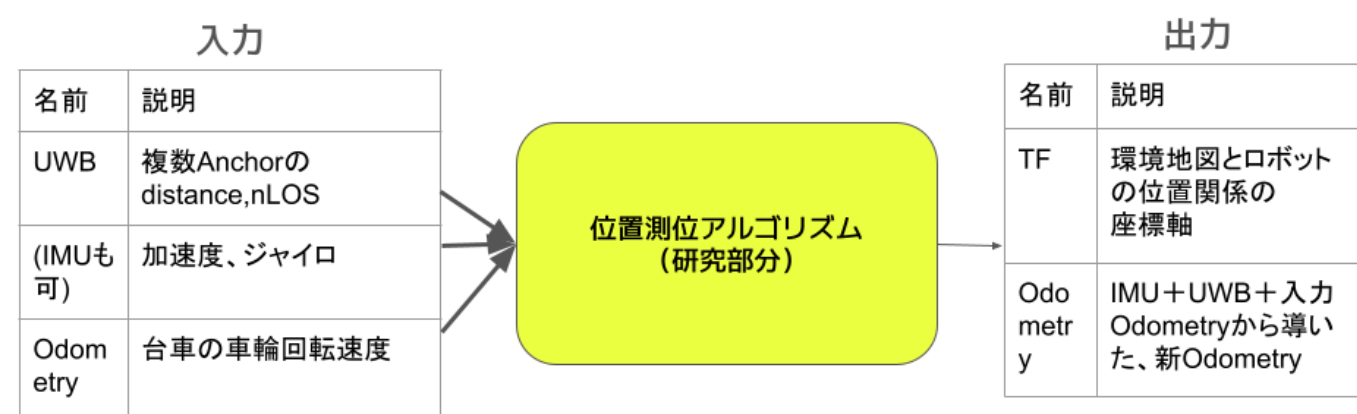 入力
名前 説明
UWB 複数Anchorの
distance,nLOS
(IMUも
可)
加速度、ジャイロ
Odom
etry
台車の車輪回転速度
位置測位アルゴリズム
（研究部分）
出力
名前 説明
TF 環境地図とロボット
の位置関係の
座標軸
Odo
metr
y
IMU＋UWB＋入力
Odometryから導い
た、新Odometry